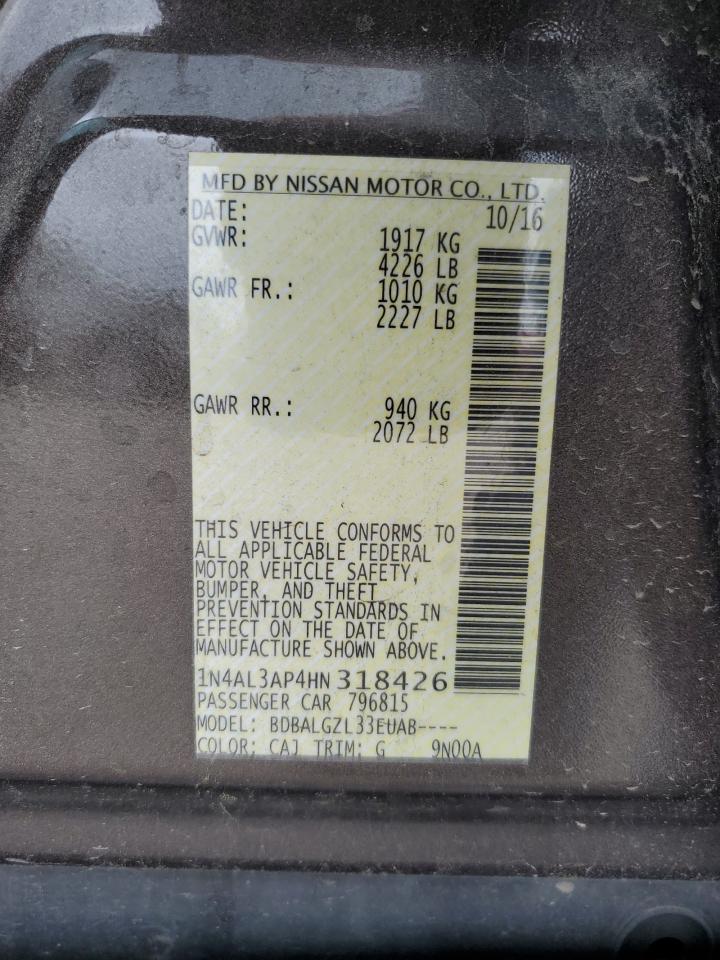 MFD BY NISSAN MOTOR CO., LTD.
DATE: 10/16
GVWR: 1917 KG
4226 LB
GAWR FR.: 1010 KG
2227 LB
GAWR RR.: 940 KG
2072 LB
THIS VEHICLE CONFORMS TO
ALL APPLICABLE FEDERAL
MOTOR VEHICLE SAFETY,
BUMPER, AND THEFT
PREVENTION STANDARDS IN
EFFECT ON THE DATE OF
MANUFACTURE SHOWN ABOVE.
1N4AL3AP4HN318426
PASSENGER CAR 796815
MODEL: BDBALGZL33EUAB----
COLOR: CAJ TRIM: G 9N00A